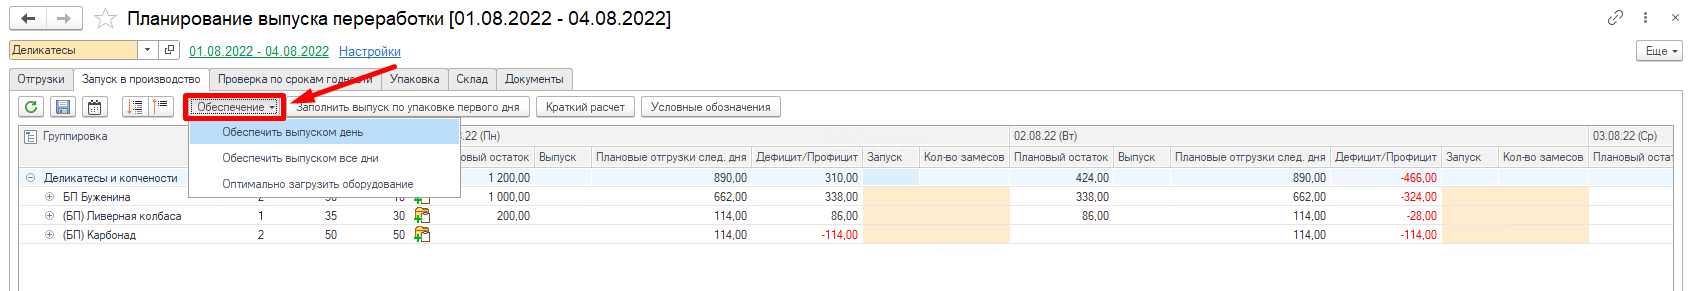 Планирование выпуска переработки [01.08.2022 - 04.08.2022]
Деликатесы 01.08.2022 - 04.08.2022 Настройки Еще
Отгрузки Запуск в производство Проверка по срокам годности Упаковка Склад Документы
Обеспечение Заполнить выпуск по упаковке первого дня Краткий расчет Условные обозначения
Обеспечить выпуском день
Обеспечить выпуском все дни
Оптимально загрузить оборудование
Группировка .22 (Пн) 02.08.22 (Вт) 03.08.22 (Ср)
овый остаток Выпуск Плановые отгрузки след. дня Дефицит/Профицит Запуск Кол-во замесов Плановый остаток Выпуск Плановые отгрузки след. дня Дефицит/Профицит Запуск Кол-во замесов Плановый остат
Деликатесы и копчености 1 200,00 890,00 310,00 424,00 890,00 -466,00
БП Буженина 1 000,00 662,00 338,00 338,00 662,00 -324,00
(БП) Ливерная колбаса 1 35 30 200,00 114,00 86,00 86,00 114,00 -28,00
(БП) Карбонад 2 50 50 114,00 -114,00 114,00 -114,00